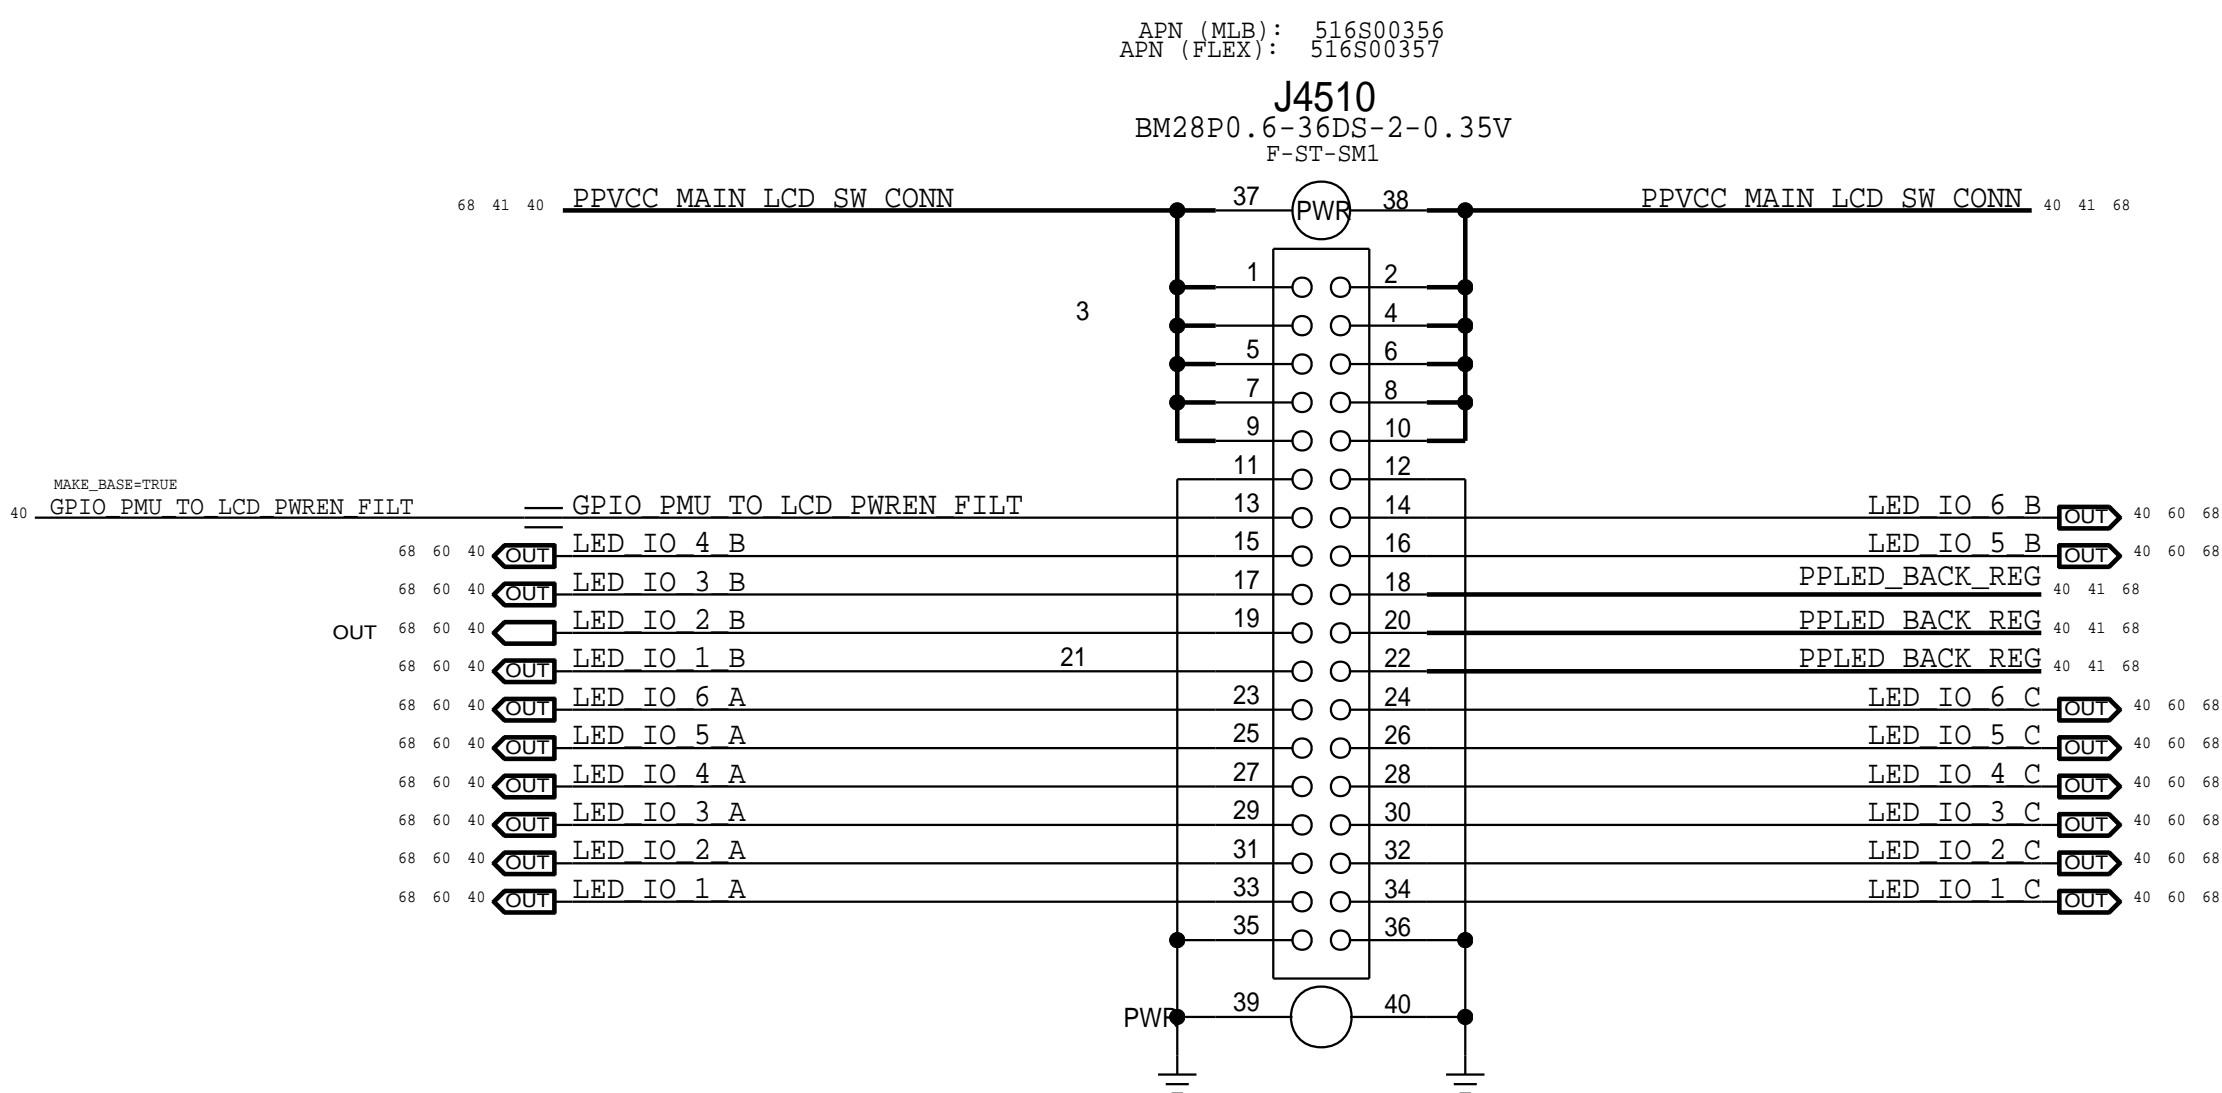 APN (MLB): 516S00356
APN (FLEX): 516S00357
J4510
BM28P0.6-36DS-2-0.35V
F-ST-SM1
68 41 40 PPVCC_MAIN_LCD_SW_CONN 37 PWR 38 PPVCC_MAIN_LCD_SW_CONN 40 41 68
1 2
3 4
5 6
7 8
9 10
11 12
MAKE_BASE=TRUE
40 GPIO_PMU_TO_LCD_PWREN_FILT GPIO_PMU_TO_LCD_PWREN_FILT 13 14 LED_IO_6_B OUT 40 60 68
68 60 40 OUT LED_IO_4_B 15 16 LED_IO_5_B OUT 40 60 68
68 60 40 OUT LED_IO_3_B 17 18 PPLED_BACK_REG 40 41 68
OUT 68 60 40 LED_IO_2_B 19 20 PPLED_BACK_REG 40 41 68
68 60 40 OUT LED_IO_1_B 21 22 PPLED_BACK_REG 40 41 68
68 60 40 OUT LED_IO_6_A 23 24 LED_IO_6_C OUT 40 60 68
68 60 40 OUT LED_IO_5_A 25 26 LED_IO_5_C OUT 40 60 68
68 60 40 OUT LED_IO_4_A 27 28 LED_IO_4_C OUT 40 60 68
68 60 40 OUT LED_IO_3_A 29 30 LED_IO_3_C OUT 40 60 68
68 60 40 OUT LED_IO_2_A 31 32 LED_IO_2_C OUT 40 60 68
68 60 40 OUT LED_IO_1_A 33 34 LED_IO_1_C OUT 40 60 68
35 36
PWR 39 40